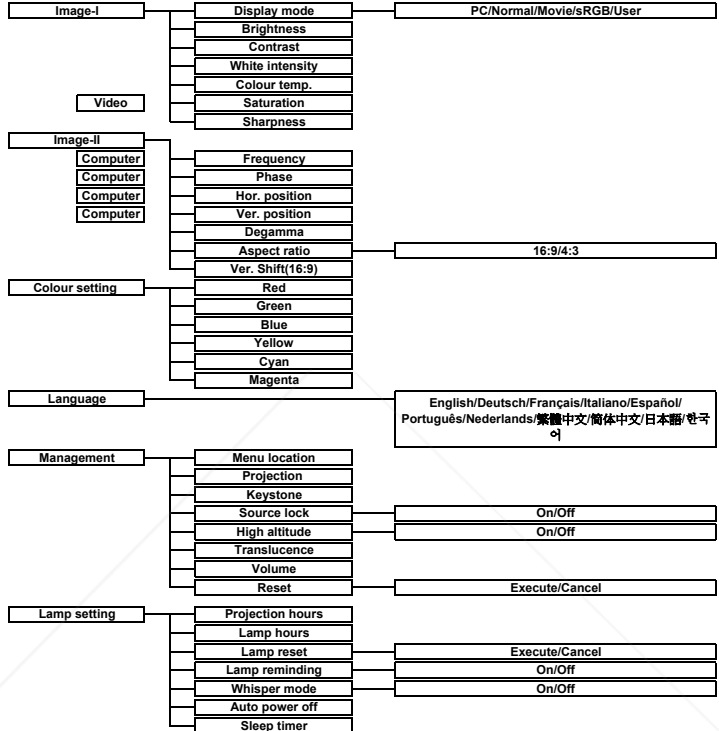 Image-I Display mode PC/Normal/Movie/sRGB/User
Brightness
Contrast
White intensity
Colour temp.
Video Saturation
Sharpness
Image-II
Computer Frequency
Computer Phase
Computer Hor. position
Computer Ver. position
Degamma
Aspect ratio 16:9/4:3
Ver. Shift(16:9)
Colour setting Red
Green
Blue
Yellow
Cyan
Magenta
Language English/Deutsch/Français/Italiano/Español/
Português/Nederlands/繁體中文/简体中文/日本語/한국
어
Management Menu location
Projection
Keystone
Source lock On/Off
High altitude On/Off
Translucence
Volume
Reset Execute/Cancel
Lamp setting Projection hours
Lamp hours
Lamp reset Execute/Cancel
Lamp reminding On/Off
Whisper mode On/Off
Auto power off
Sleep timer